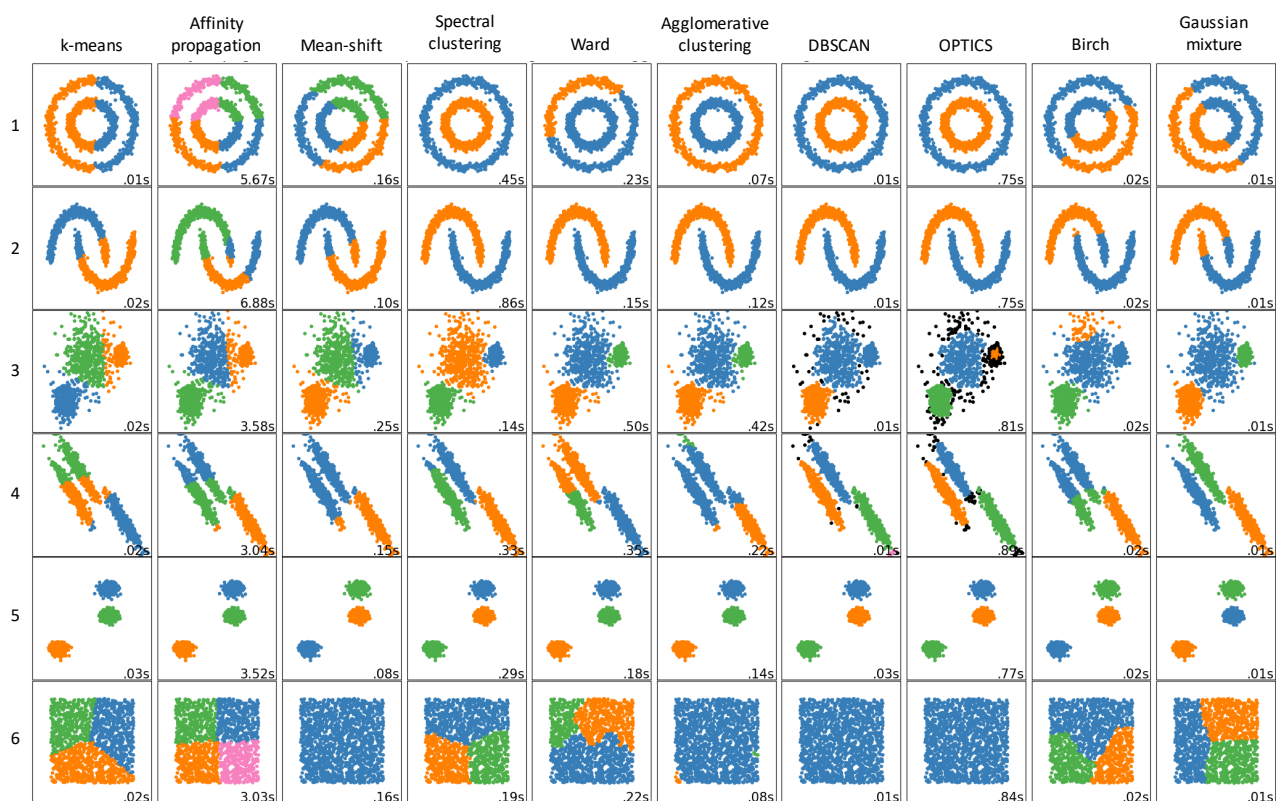 k-means
Affinity
propagation
Mean-shift
Spectral
clustering
Ward
Agglomerative
clustering
DBSCAN
OPTICS
Birch
Gaussian
mixture
1
.01s
5.67s
.16s
.45s
.23s
.07s
.01s
.75s
.02s
.01s
2
.02s
6.88s
.10s
.86s
.15s
.12s
.01s
.75s
.02s
.01s
3
.02s
3.58s
.25s
.14s
.50s
.42s
.01s
.81s
.02s
.01s
4
.02s
3.04s
.15s
.33s
.35s
.22s
.01s
.89s
.02s
.01s
5
.03s
3.52s
.08s
.29s
.18s
.14s
.03s
.77s
.02s
.01s
6
.02s
3.03s
.16s
.19s
.22s
.08s
.01s
.84s
.02s
.01s